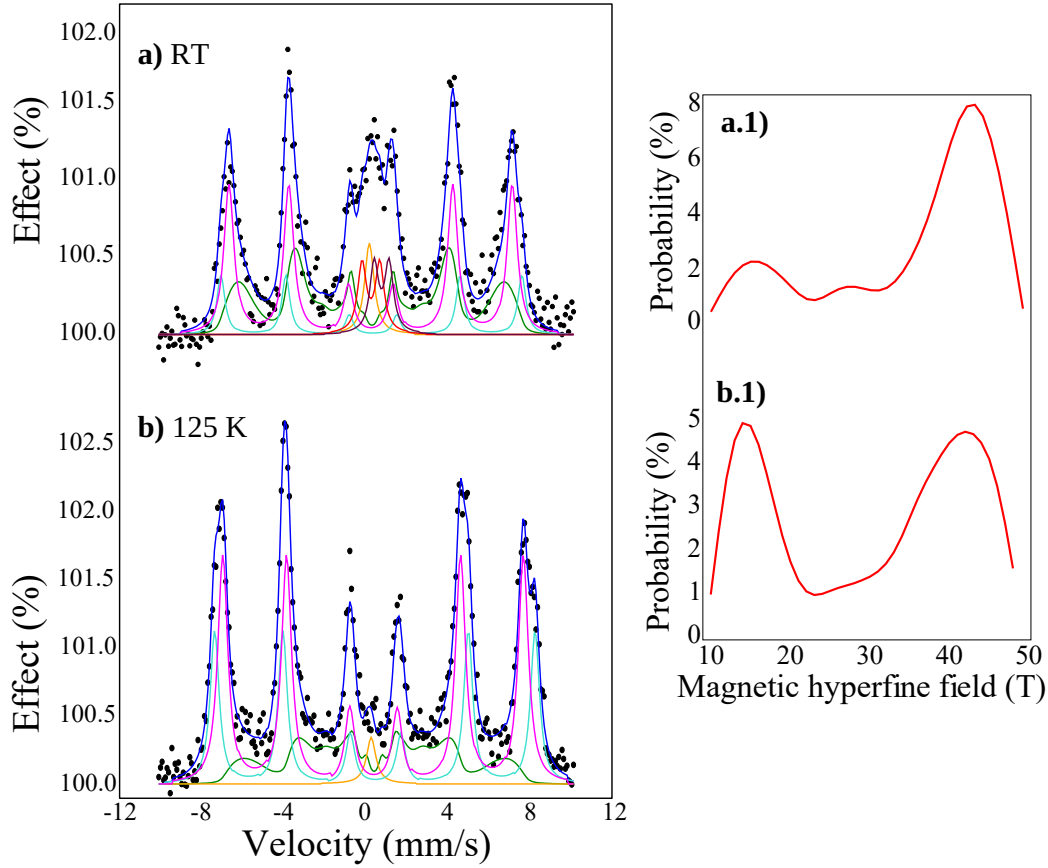 a) RT
102.0
101.5
101.0
100.5
100.0
Effect (%)
b) 125 K
102.5
102.0
101.5
101.0
100.5
100.0
Effect (%)
-12 -8 -4 0 4 8 12
Velocity (mm/s)
a.1)
8
6
4
2
0
Probability (%)
b.1)
5
4
3
2
1
0
Probability (%)
10 20 30 40 50
Magnetic hyperfine field (T)